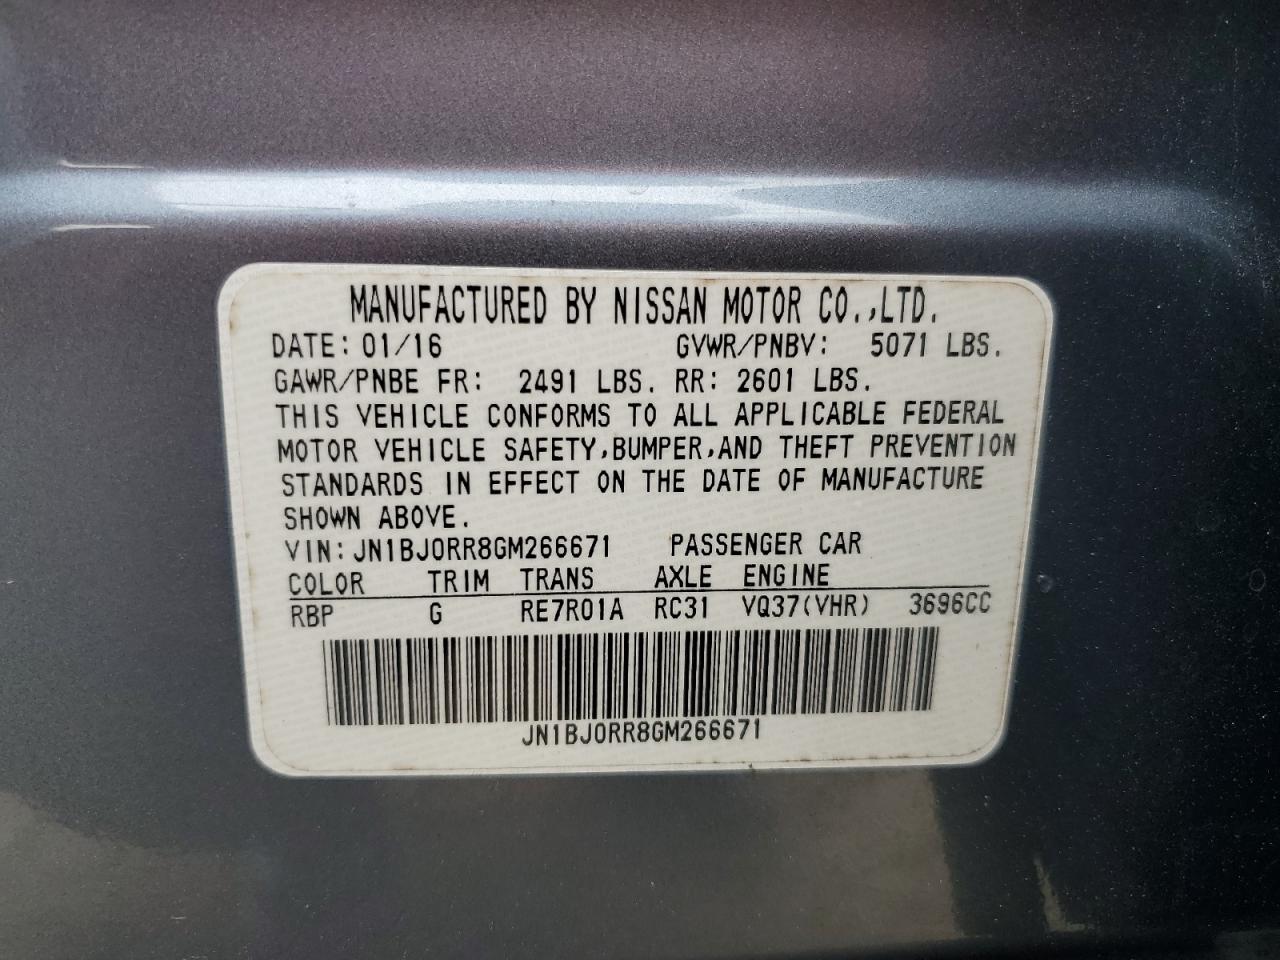 MANUFACTURED BY NISSAN MOTOR CO.,LTD.
DATE: 01/16 GVWR/PNBV: 5071 LBS.
GAWR/PNBE FR: 2491 LBS. RR: 2601 LBS.
THIS VEHICLE CONFORMS TO ALL APPLICABLE FEDERAL
MOTOR VEHICLE SAFETY,BUMPER,AND THEFT PREVENTION
STANDARDS IN EFFECT ON THE DATE OF MANUFACTURE
SHOWN ABOVE.
VIN: JN1BJ0RR8GM266671 PASSENGER CAR
COLOR TRIM TRANS AXLE ENGINE
RBP G RE7R01A RC31 VQ37(VHR) 3696CC
JN1BJ0RR8GM266671